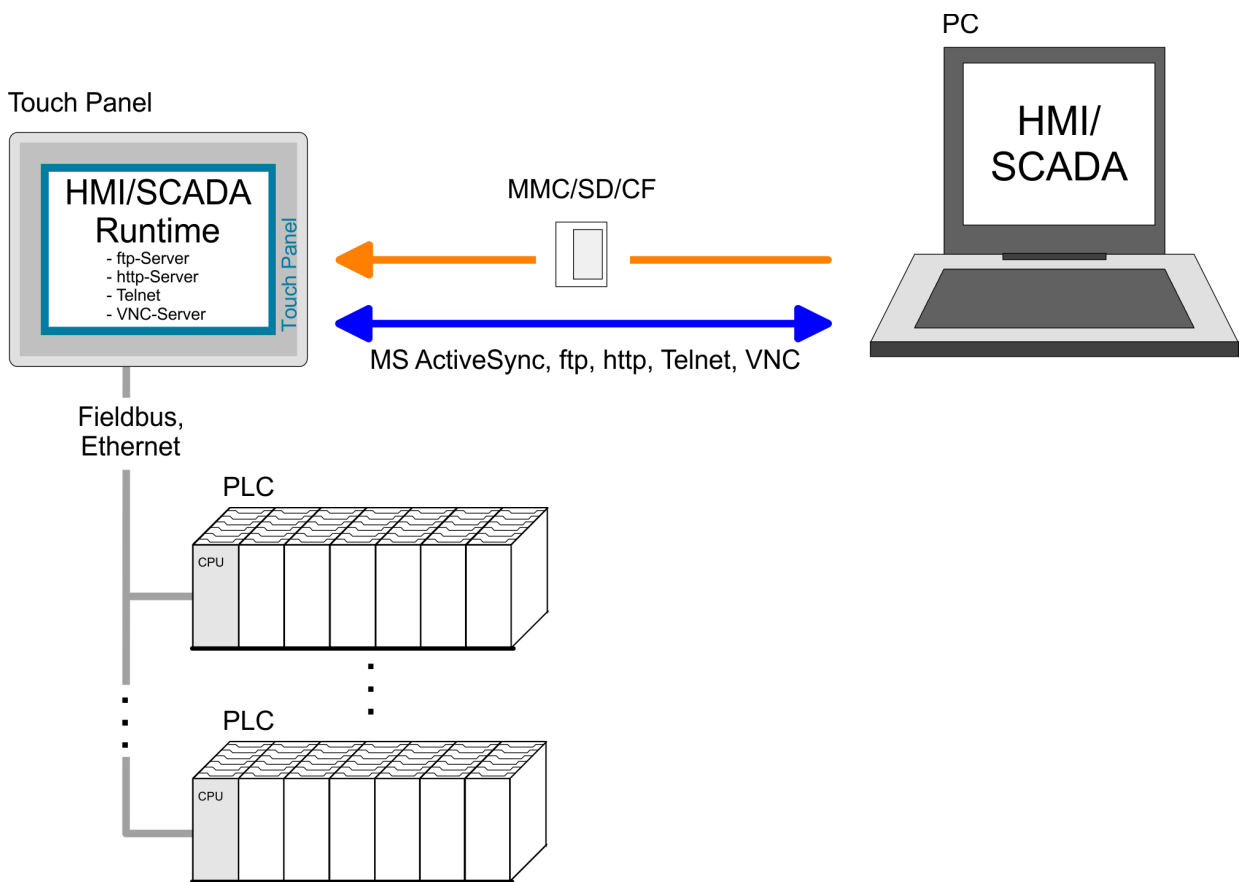 PC
Touch Panel
HMI/SCADA
Runtime
- ftp-Server
- http-Server
- Telnet
- VNC-Server
Touch Panel
MMC/SD/CF
HMI/
SCADA
MS ActiveSync, ftp, http, Telnet, VNC
Fieldbus,
Ethernet
PLC
CPU
PLC
CPU